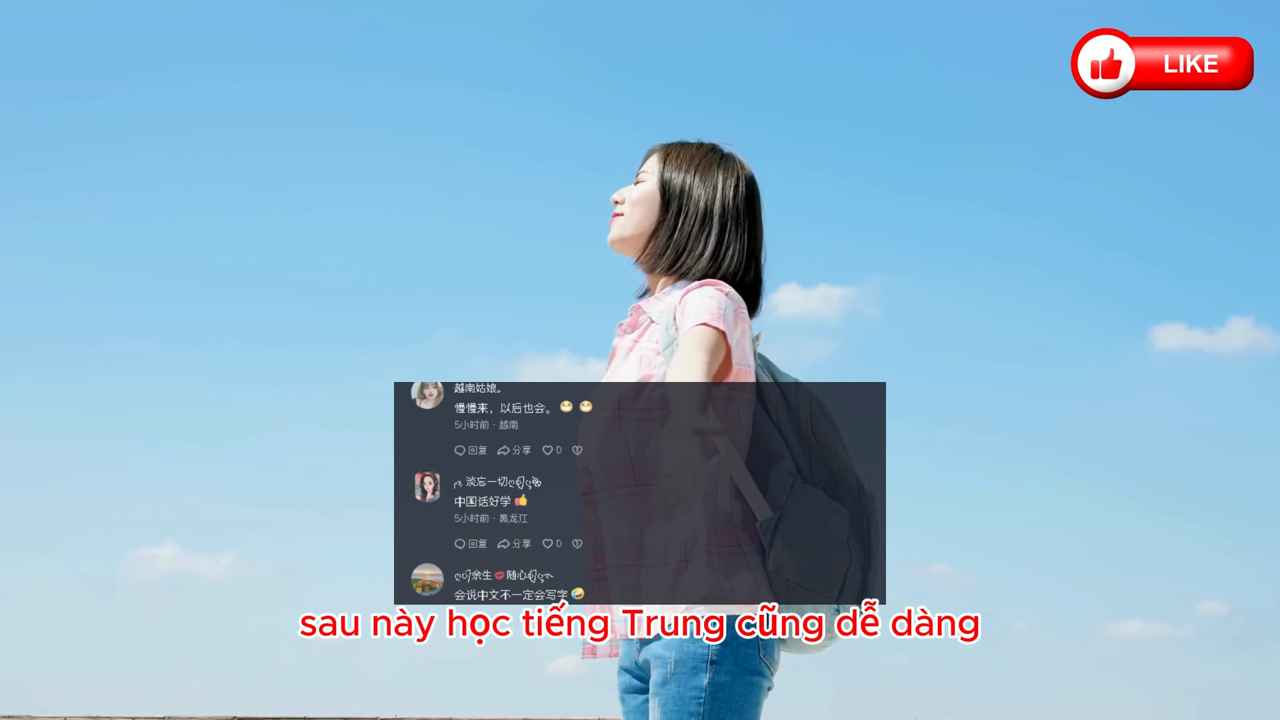 LIKE
越南姑娘。
慢慢来，以后也会。😁 😁
5小时前 · 越南
回复 分享 0
淡忘一切
中国话好学👍
5小时前 · 黑龙江
回复 分享 0
余生💋随心
会说中文不一定会写字🤣
sau này học tiếng Trung cũng dễ dàng